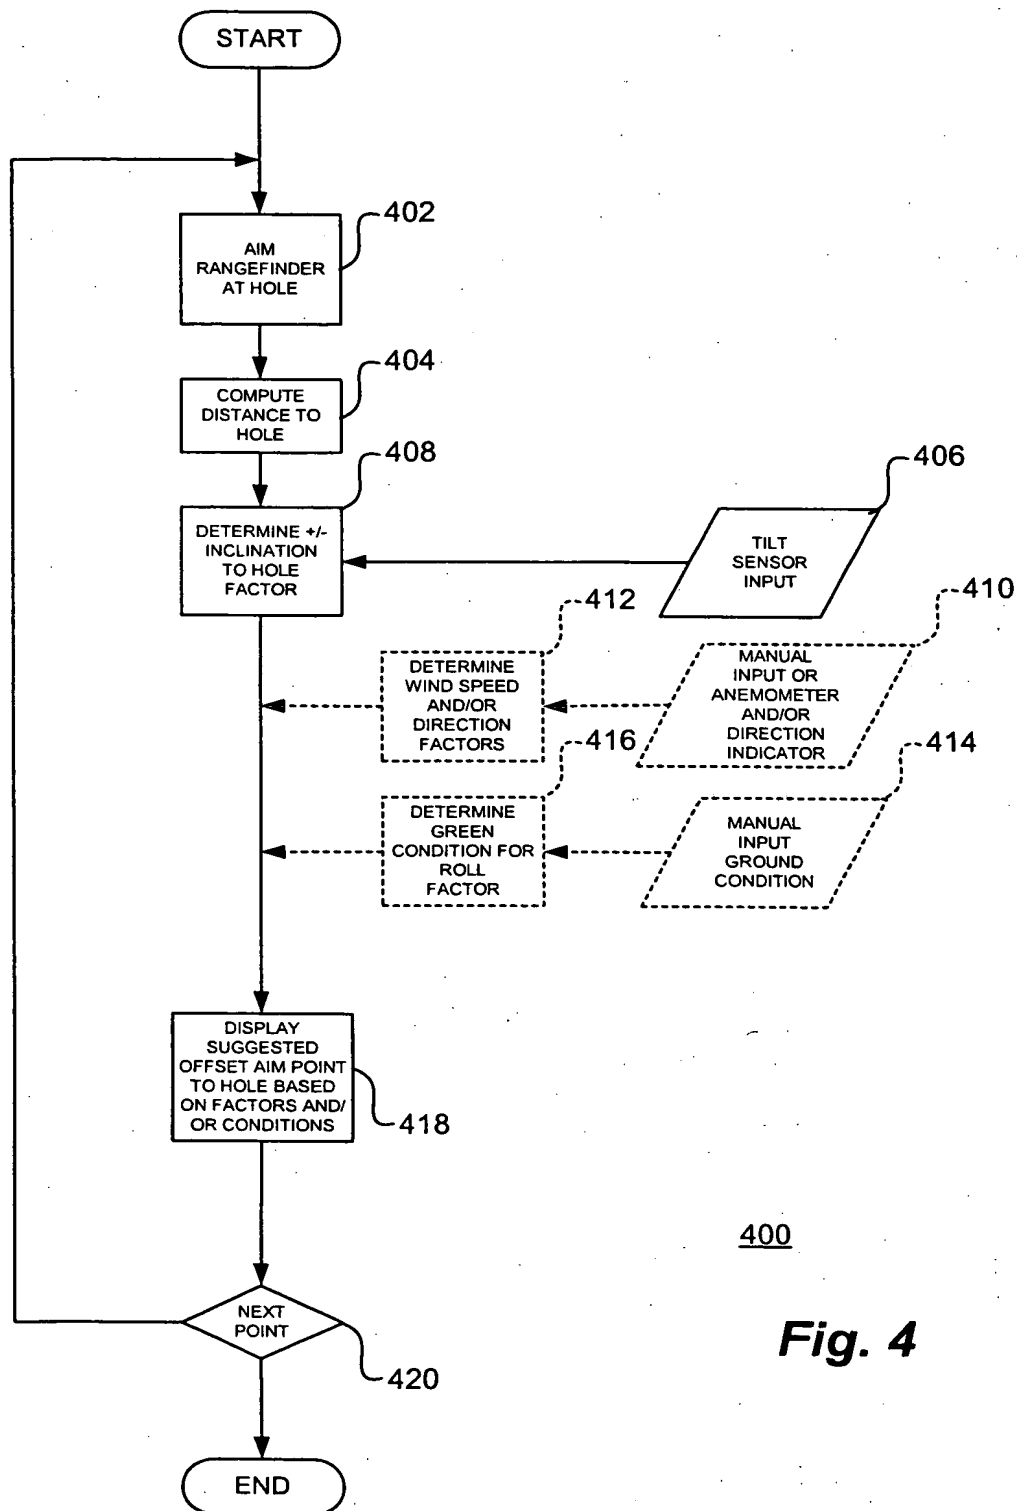 START
402
AIM
RANGEFINDER
AT HOLE
404
COMPUTE
DISTANCE TO
HOLE
408
DETERMINE +/-
INCLINATION
TO HOLE
FACTOR
406
TILT
SENSOR
INPUT
412
DETERMINE
WIND SPEED
AND/OR
DIRECTION
FACTORS
410
MANUAL
INPUT OR
ANEMOMETER
AND/OR
DIRECTION
INDICATOR
416
DETERMINE
GREEN
CONDITION FOR
ROLL
FACTOR
414
MANUAL
INPUT
GROUND
CONDITION
DISPLAY
SUGGESTED
OFFSET AIM POINT
TO HOLE BASED
ON FACTORS AND/
OR CONDITIONS
418
400
NEXT
POINT
420
Fig. 4
END